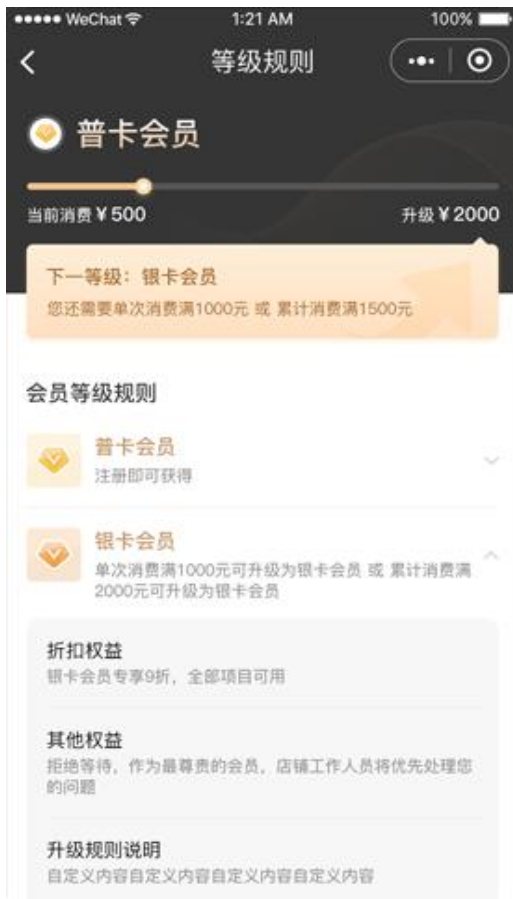 WeChat
1:21 AM
100%
等级规则
普卡会员
当前消费¥500
升级¥2000
下一等级：银卡会员
您还需要单次消费满1000元 或 累计消费满1500元
会员等级规则
普卡会员
注册即可获得
银卡会员
单次消费满1000元可升级为银卡会员 或 累计消费满
2000元可升级为银卡会员
折扣权益
银卡会员专享9折，全部项目可用
其他权益
拒绝等待，作为最尊贵的会员，店铺工作人员将优先处理您
的问题
升级规则说明
自定义内容自定义内容自定义内容自定义内容